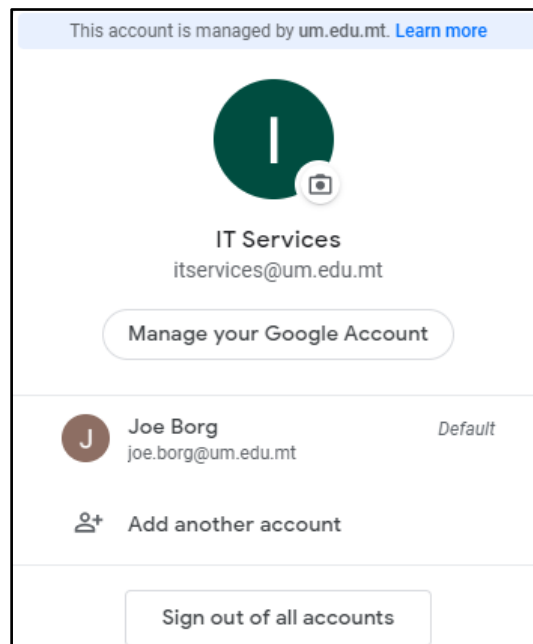 This account is managed by um.edu.mt. Learn more
I
IT Services
itservices@um.edu.mt
Manage your Google Account
J
Joe Borg
Default
joe.borg@um.edu.mt
Add another account
Sign out of all accounts